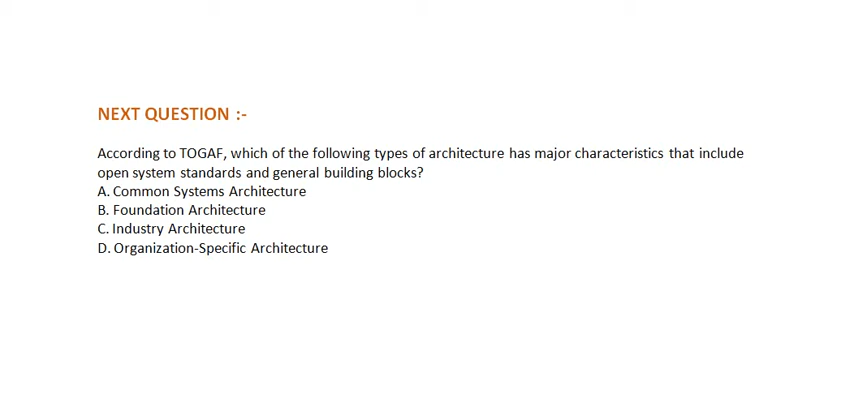 NEXT QUESTION :-
According to TOGAF, which of the following types of architecture has major characteristics that include
open system standards and general building blocks?
A. Common Systems Architecture
B. Foundation Architecture
C. Industry Architecture
D. Organization-Specific Architecture